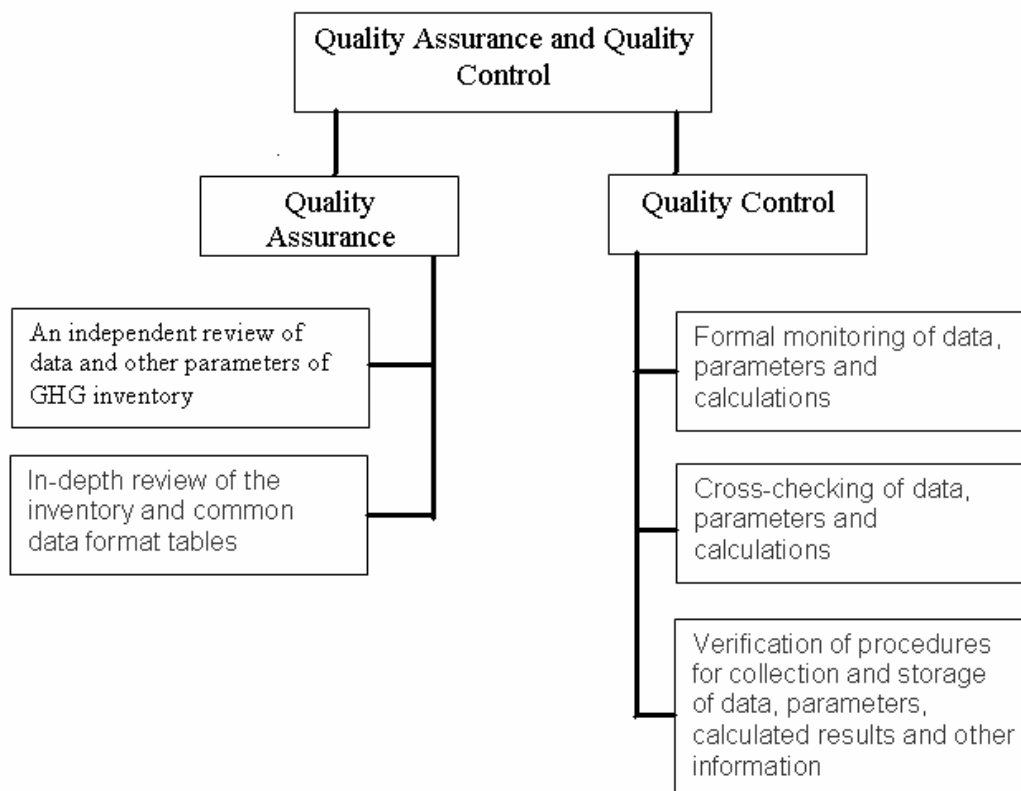 Quality Assurance and Quality
Control
Quality
Assurance
Quality Control
An independent review of
data and other parameters of
GHG inventory
In-depth review of the
inventory and common
data format tables
Formal monitoring of data,
parameters and
calculations
Cross-checking of data,
parameters and
calculations
Verification of procedures
for collection and storage
of data, parameters,
calculated results and other
information